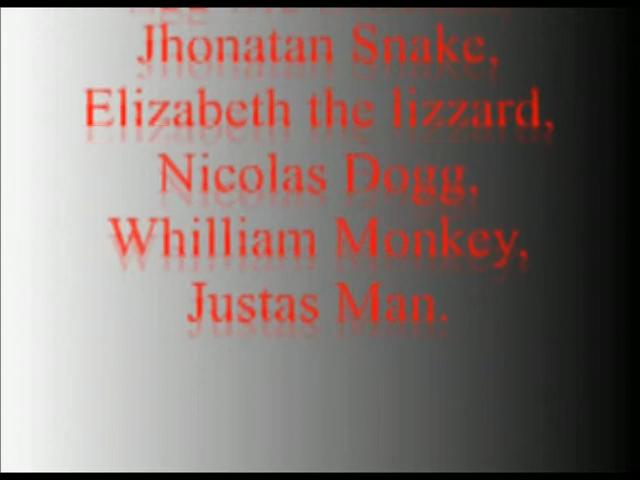 Jhonatan Snake,
Elizabeth the lizzard,
Nicolas Dogg,
Whilliam Monkey,
Justas Man.